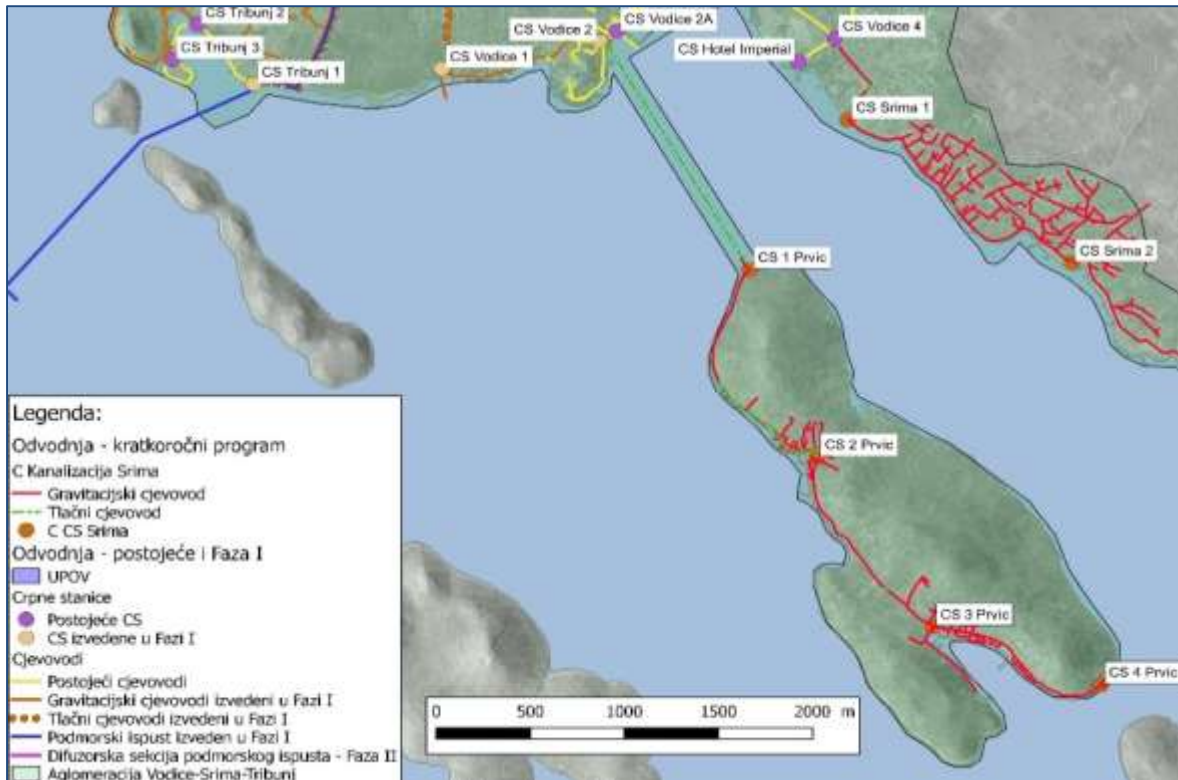 CS Tribunj 2
CS Vodice 2
CS Vodice 2A
CS Vodice 4
CS Tribunj 3
CS Hotel Imperial
CS Vodice 1
CS Tribunj 1
CS Srima 1
CS Srima 2
CS 1 Prvic
CS 2 Prvic
CS 3 Prvic
CS 4 Prvic
Legenda:
Odvodnja - kratkoročni program
C Kanalizacija Srima
Gravitacijski cjevovod
Tlačni cjevovod
C CS Srima
Odvodnja - postojeće i Faza I
UPOV
Crpne stanice
Postojeće CS
CS izvedene u Fazi I
Cjevovodi
Postojeći cjevovodi
Gravitacijski cjevovodi izvedeni u Fazi I
Tlačni cjevovodi izvedeni u Fazi I
Podmorski ispust izveden u Fazi I
Difuzorska sekcija podmorskog ispusta - Faza II
Aglomeracija Vodice-Srima-Tribunj
0 500 1000 1500 2000 m